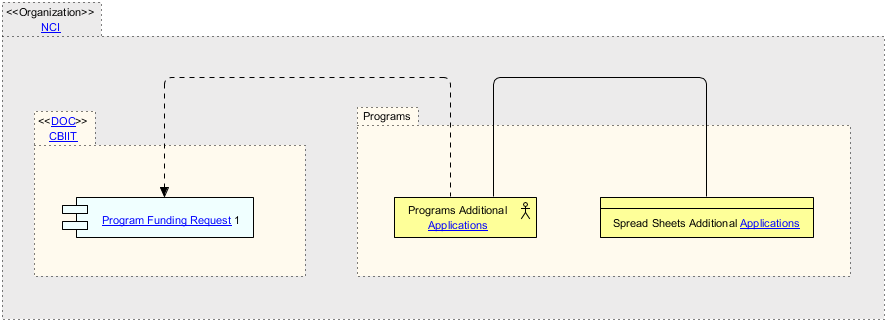 <<Organization>>
NCI
<<DOC>>
CBIIT
Programs
Program Funding Request 1
Programs Additional
Applications
Spread Sheets Additional Applications